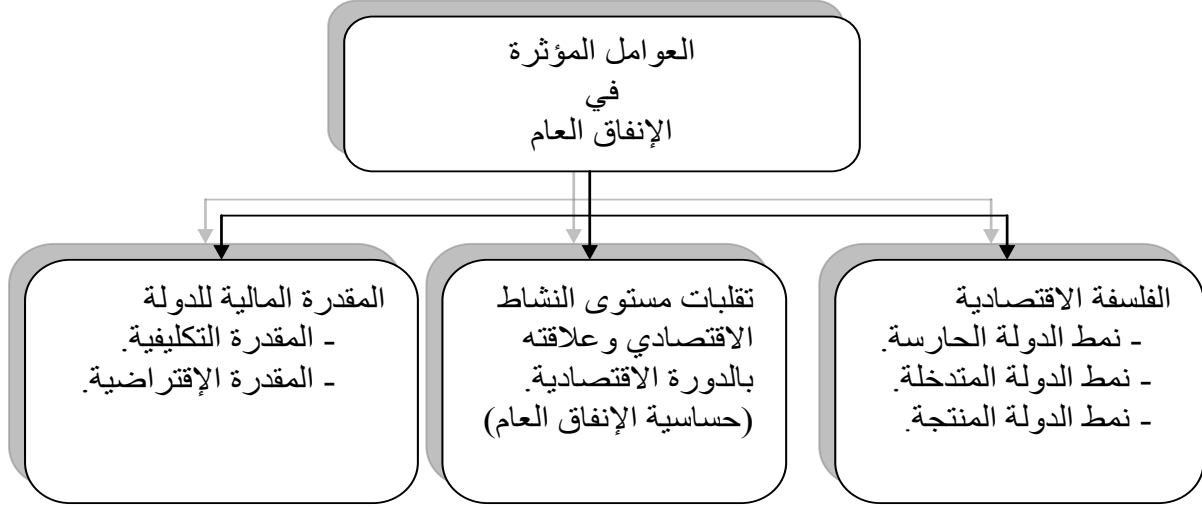 العوامل المؤثرة
في
الإنفاق العام
الفلسفة الاقتصادية
- نمط الدولة الحارسة.
- نمط الدولة المتدخلة.
- نمط الدولة المنتجة.
تقلبات مستوى النشاط
الاقتصادي وعلاقته
بالدورة الاقتصادية.
(حساسية الإنفاق العام)
المقدرة المالية للدولة
- المقدرة التكليفية.
- المقدرة الإقتراضية.